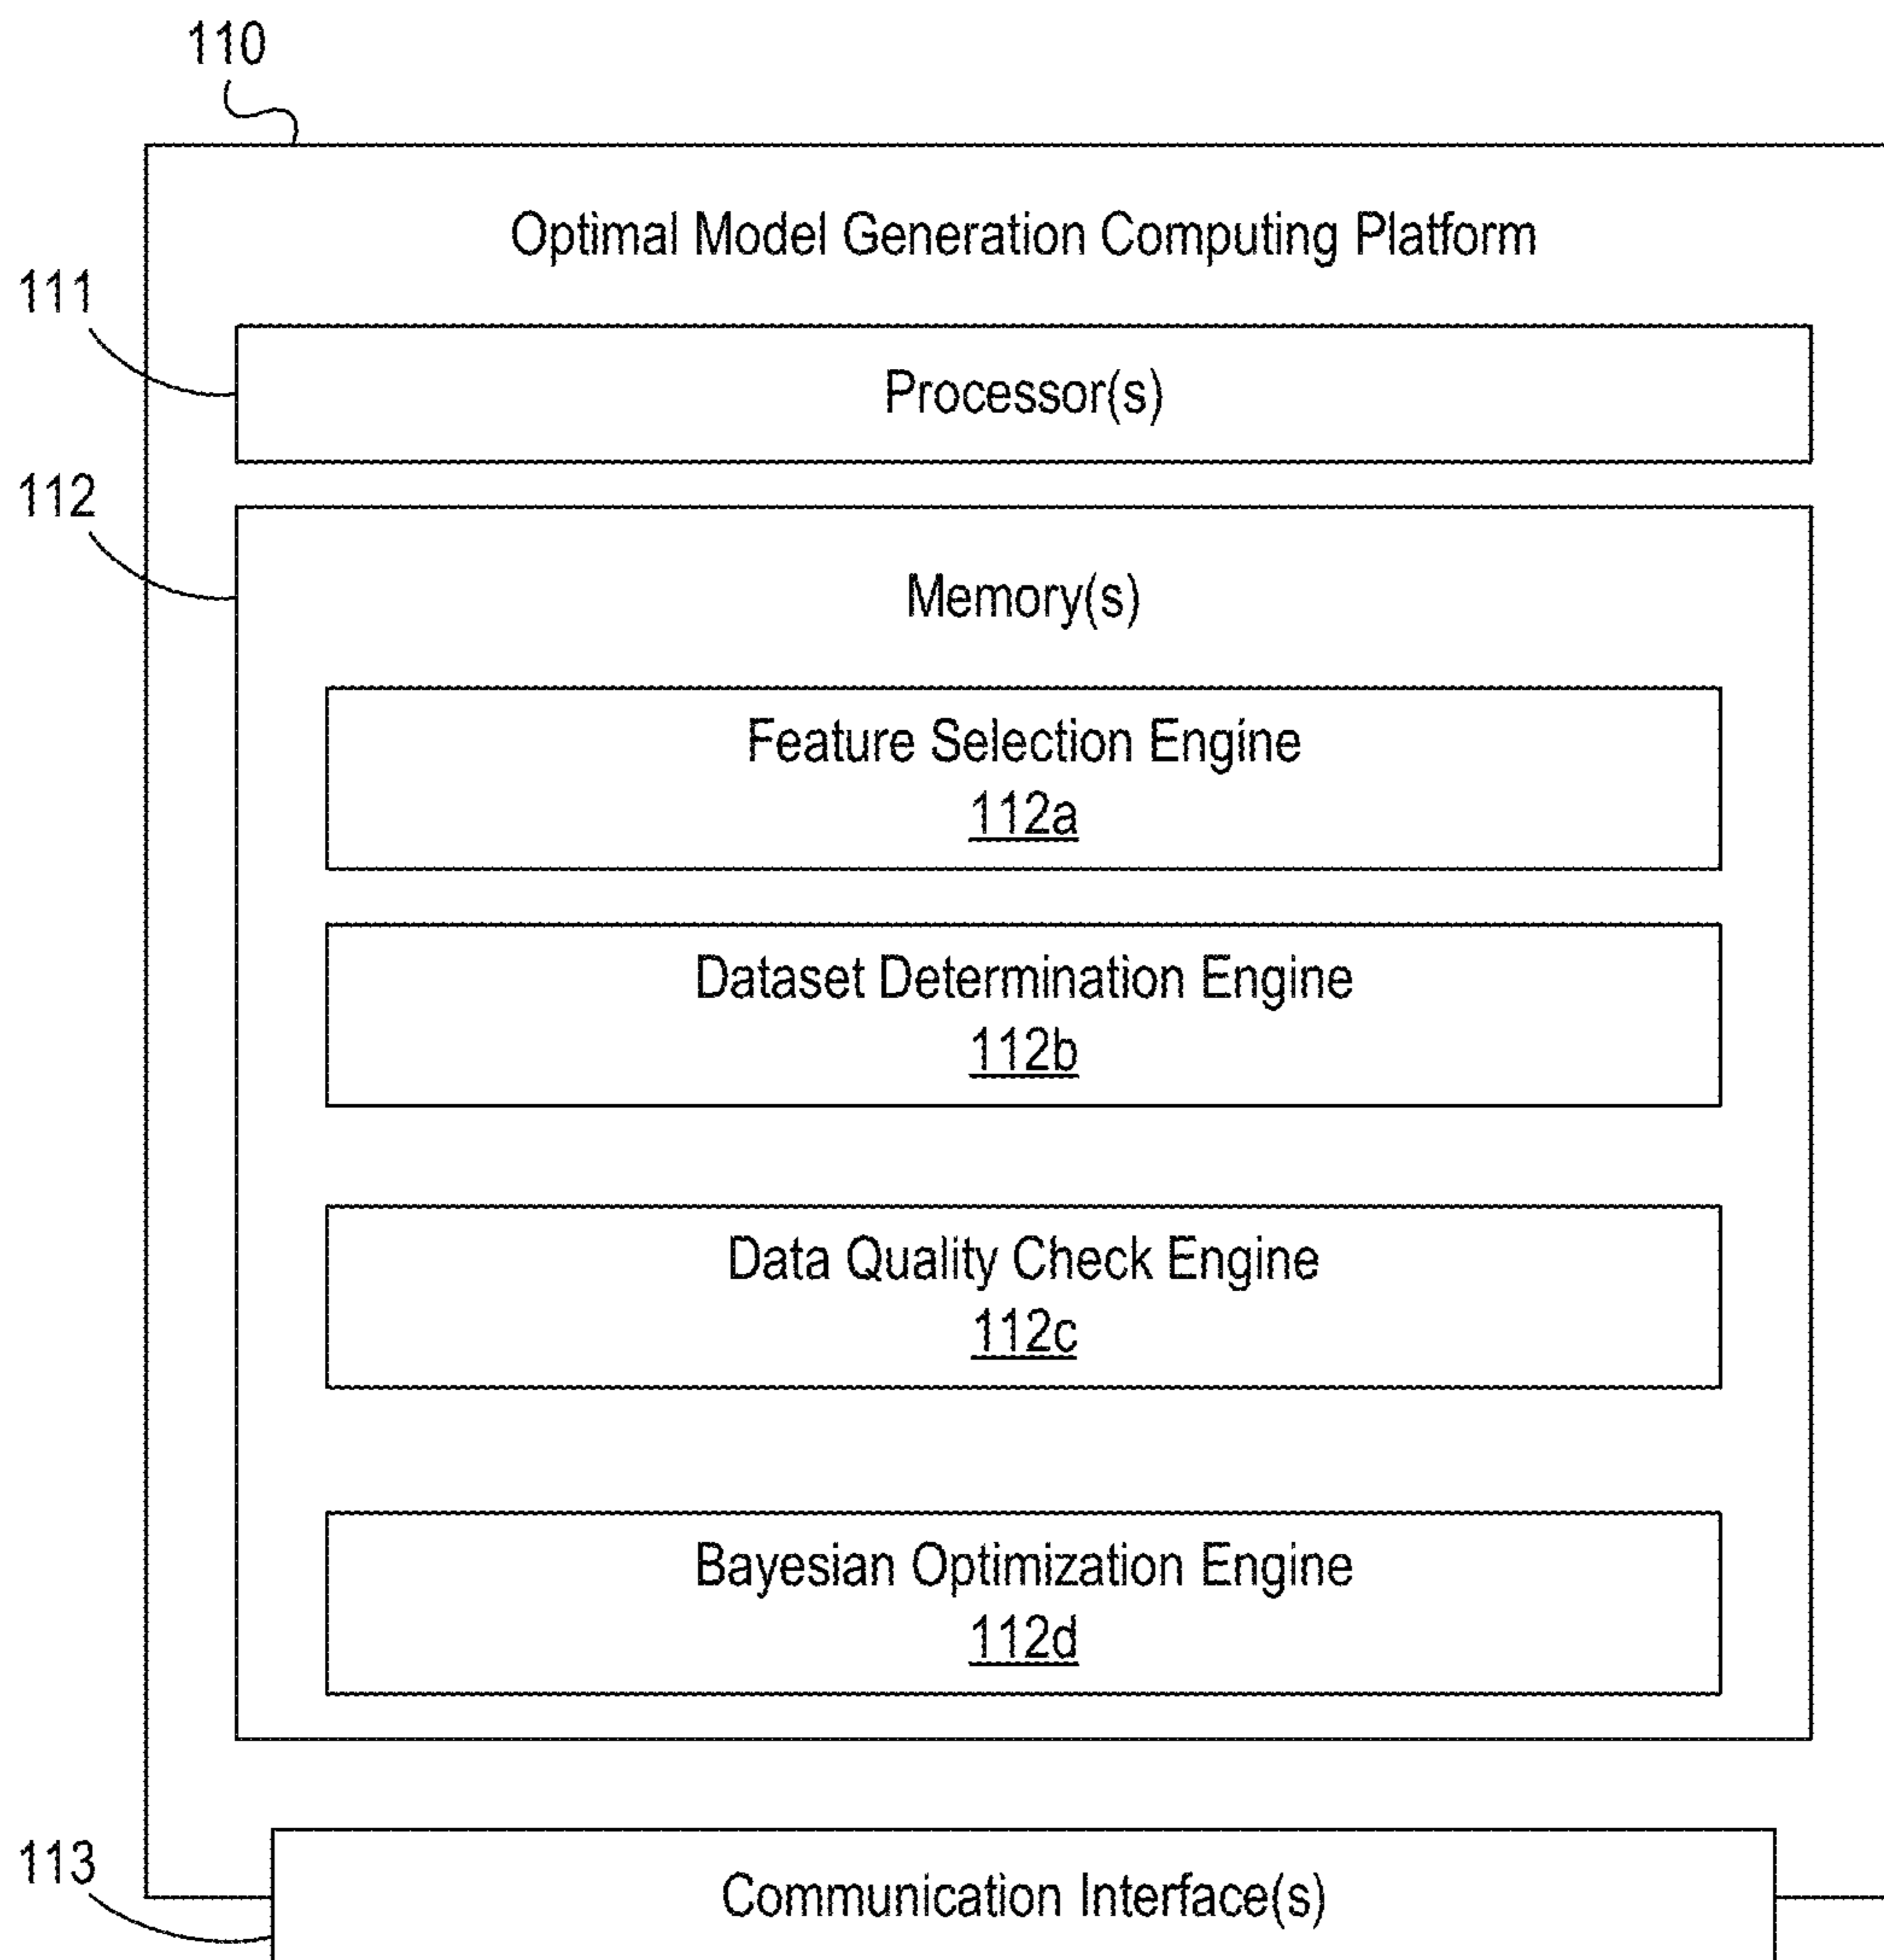 110
Optimal Model Generation Computing Platform
111
Processor(s)
112
Memory(s)
Feature Selection Engine
112a
Dataset Determination Engine
112b
Data Quality Check Engine
112c
Bayesian Optimization Engine
112d
113
Communication Interface(s)